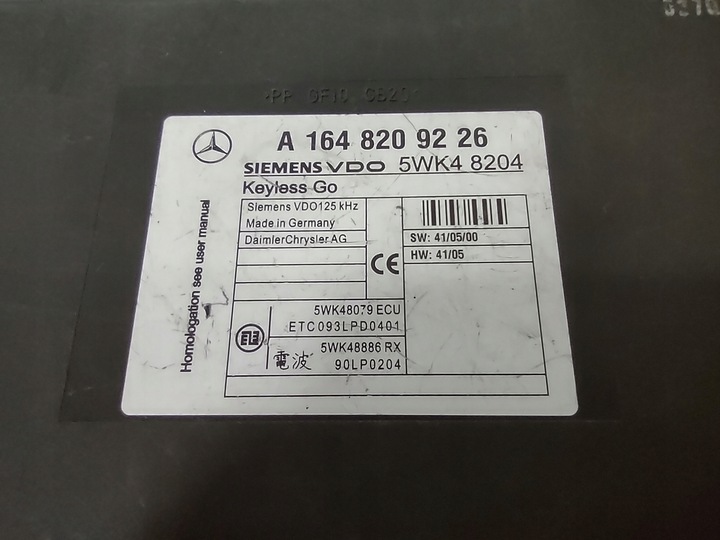 A 164 820 92 26
SIEMENS VDO 5WK4 8204
Keyless Go
Siemens VDO125 kHz
Made in Germany
DaimlerChrysler AG
SW: 41/05/00
HW: 41/05
CE
5WK48079 ECU
ETC093LPD0401
電波
5WK48886 RX
90LP0204
Homologation see user manual